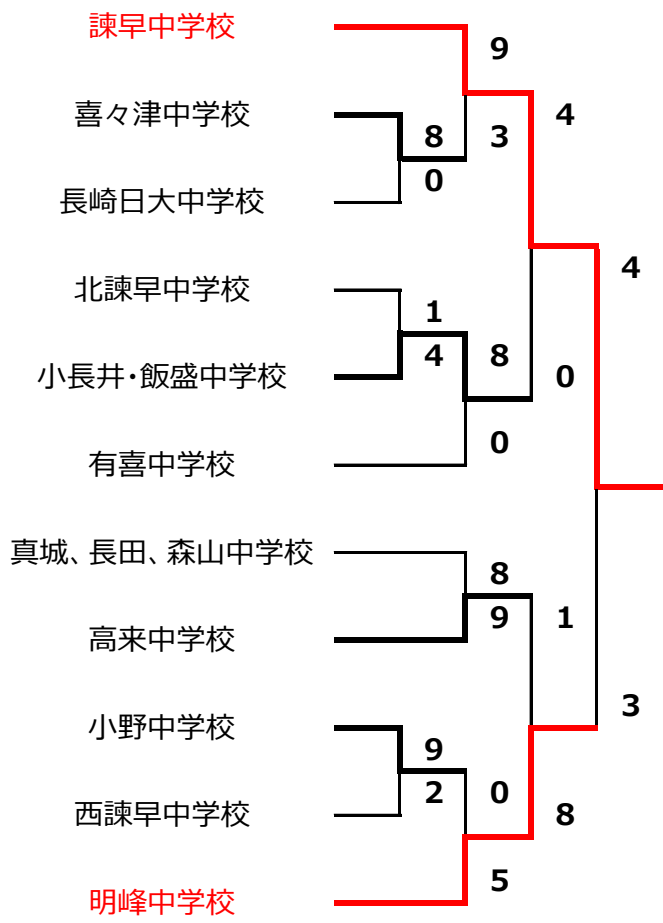 諫早中学校
9
喜々津中学校
4
8
3
0
長崎日大中学校
4
北諫早中学校
1
4
8
小長井・飯盛中学校
0
0
有喜中学校
真城、長田、森山中学校
8
9
1
高来中学校
3
小野中学校
9
2
0
西諫早中学校
8
5
明峰中学校